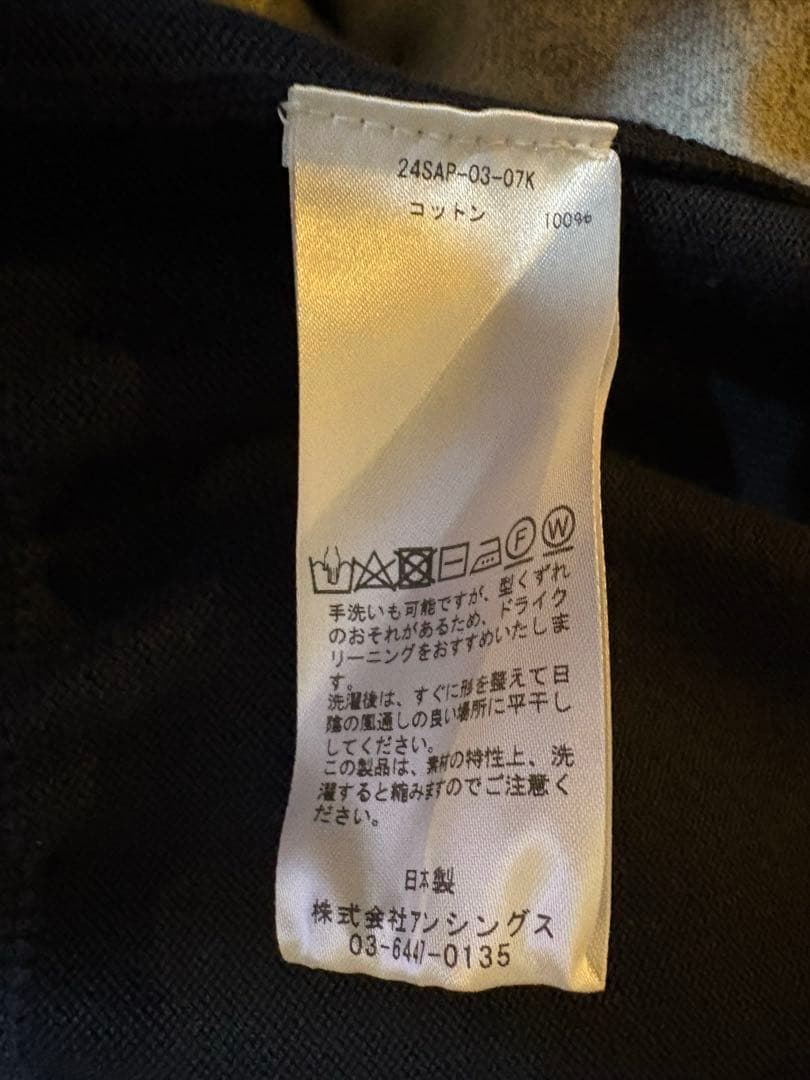 24SAP-03-07K
コットン 100%
F W
手洗いも可能ですが、型くずれ
のおそれがあるため、ドライク
リーニングをおすすめいたしま
す。
洗濯後は、すぐに形を整えて日
陰の風通しの良い場所に平干し
してください。
この製品は、素材の特性上、洗
濯すると縮みますのでご注意く
ださい。
日本製
株式会社アンシングス
03-6447-0135